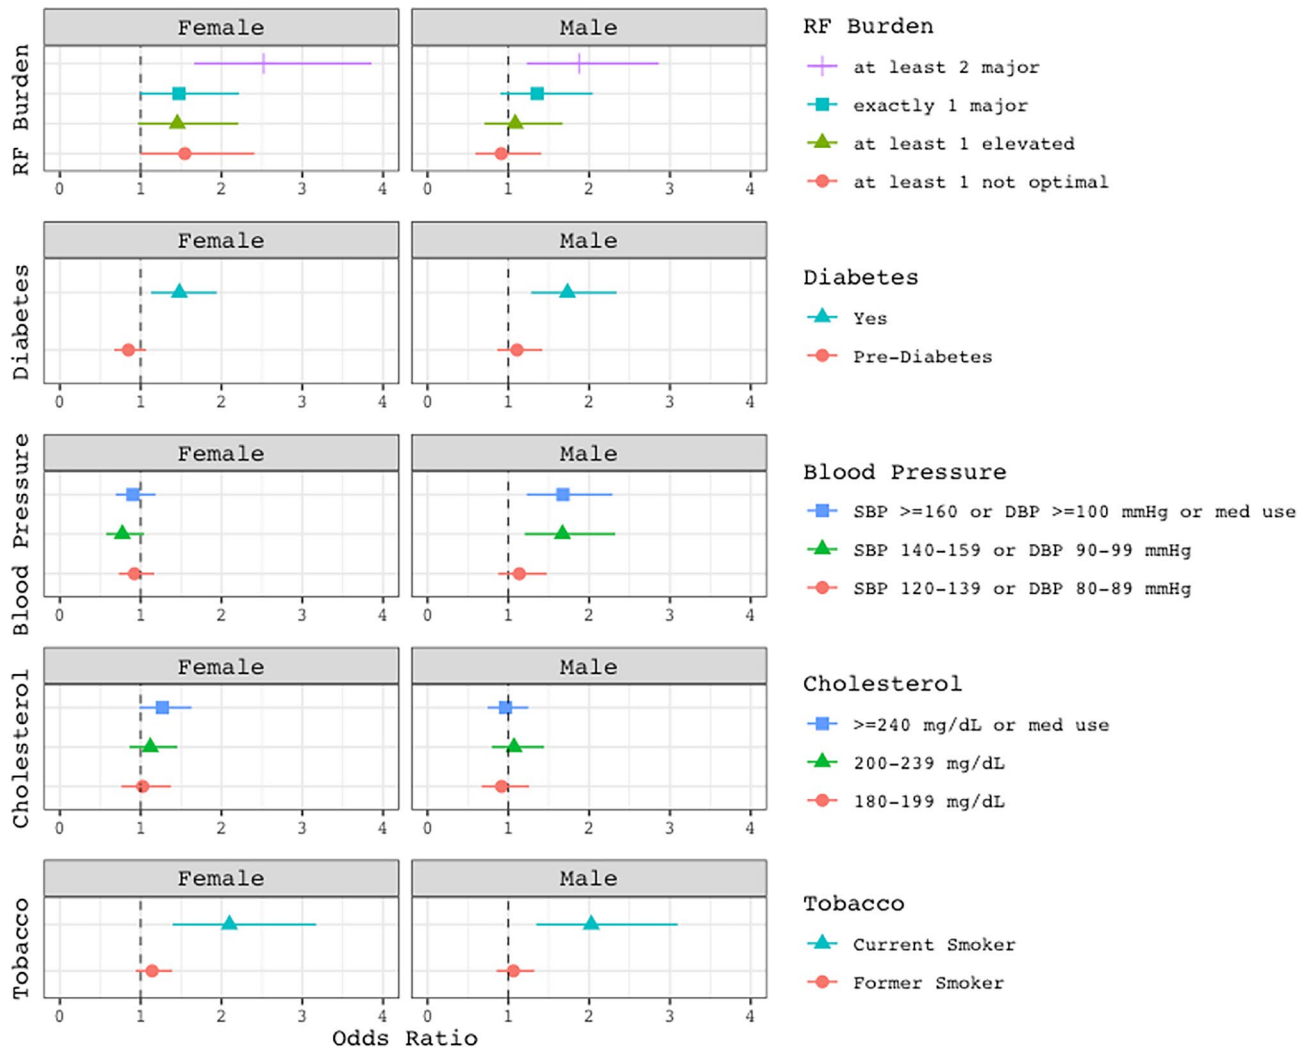 Female
Male
RF Burden
0 1 2 3 4
0 1 2 3 4
RF Burden
at least 2 major
exactly 1 major
at least 1 elevated
at least 1 not optimal
Female
Male
Diabetes
0 1 2 3 4
0 1 2 3 4
Diabetes
Yes
Pre-Diabetes
Female
Male
Blood Pressure
0 1 2 3 4
0 1 2 3 4
Blood Pressure
SBP >=160 or DBP >=100 mmHg or med use
SBP 140-159 or DBP 90-99 mmHg
SBP 120-139 or DBP 80-89 mmHg
Female
Male
Cholesterol
0 1 2 3 4
0 1 2 3 4
Cholesterol
>=240 mg/dL or med use
200-239 mg/dL
180-199 mg/dL
Female
Male
Tobacco
0 1 2 3 4
0 1 2 3 4
Tobacco
Current Smoker
Former Smoker
Odds Ratio